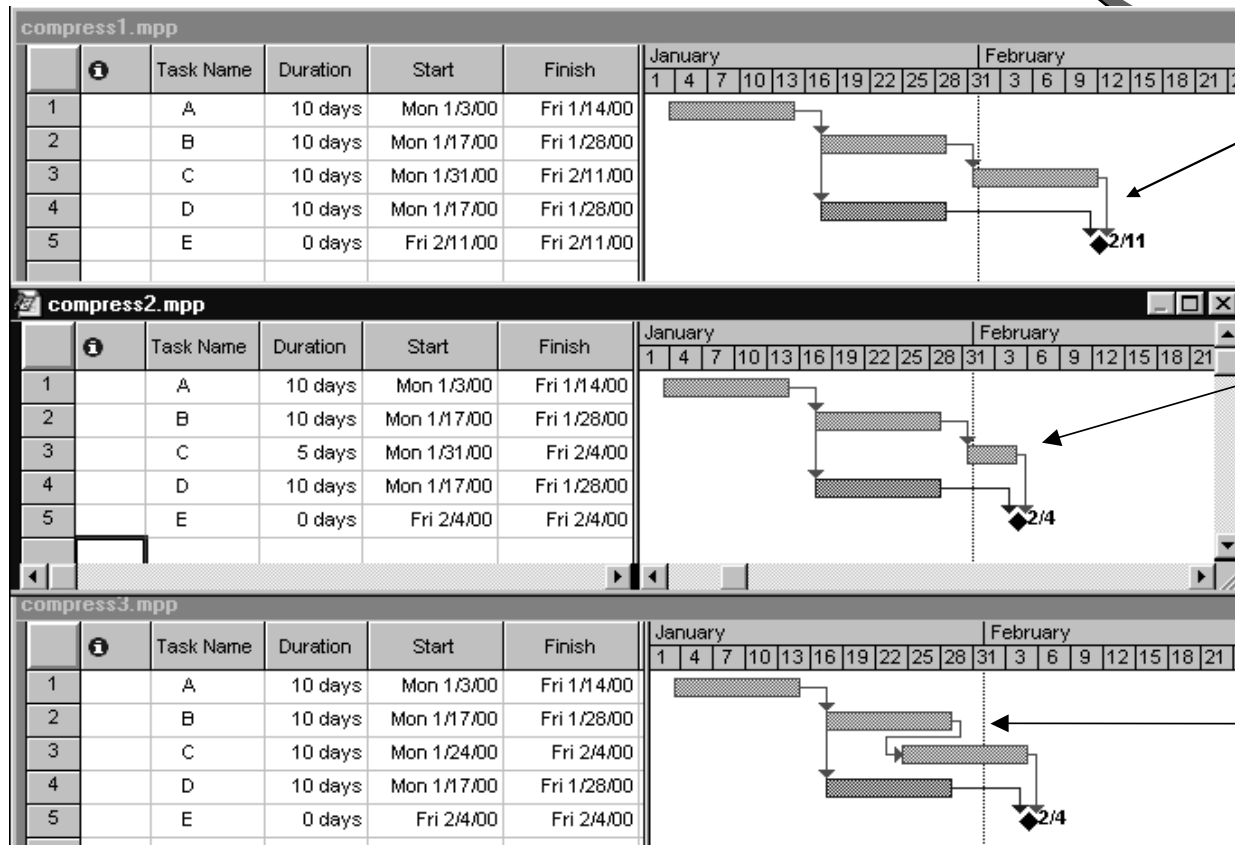 compress1.mpp
Task Name Duration Start Finish January February
1 4 7 10 13 16 19 22 25 28 31 3 6 9 12 15 18 21
1 A 10 days Mon 1/3/00 Fri 1/14/00
2 B 10 days Mon 1/17/00 Fri 1/28/00
3 C 10 days Mon 1/31/00 Fri 2/11/00
4 D 10 days Mon 1/17/00 Fri 1/28/00
5 E 0 days Fri 2/11/00 Fri 2/11/00 2/11
compress2.mpp
Task Name Duration Start Finish January February
1 4 7 10 13 16 19 22 25 28 31 3 6 9 12 15 18 21
1 A 10 days Mon 1/3/00 Fri 1/14/00
2 B 10 days Mon 1/17/00 Fri 1/28/00
3 C 5 days Mon 1/31/00 Fri 2/4/00
4 D 10 days Mon 1/17/00 Fri 1/28/00
5 E 0 days Fri 2/4/00 Fri 2/4/00 2/4
compress3.mpp
Task Name Duration Start Finish January February
1 4 7 10 13 16 19 22 25 28 31 3 6 9 12 15 18 21
1 A 10 days Mon 1/3/00 Fri 1/14/00
2 B 10 days Mon 1/17/00 Fri 1/28/00
3 C 10 days Mon 1/24/00 Fri 2/4/00
4 D 10 days Mon 1/17/00 Fri 1/28/00
5 E 0 days Fri 2/4/00 Fri 2/4/00 2/4